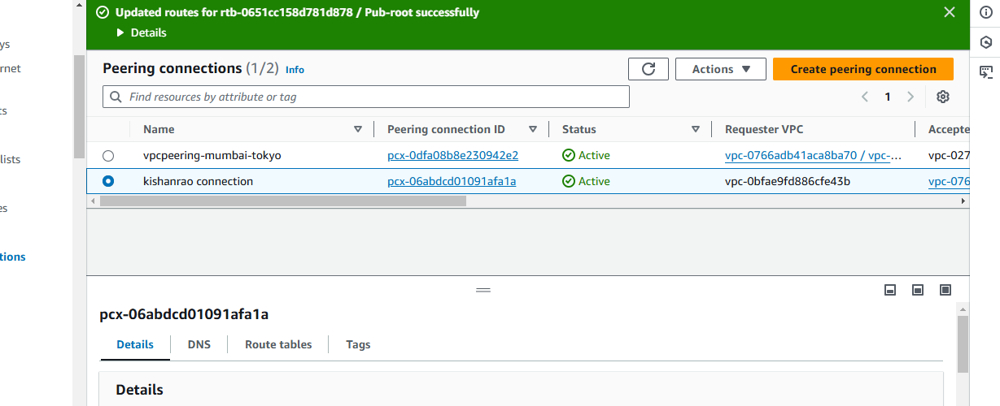 Updated routes for rtb-0651cc158d781d878 / Pub-root successfully
Details
ys
rnet
ts
lists
es
tions
Peering connections (1/2) Info
Actions
Create peering connection
Find resources by attribute or tag
1
Name Peering connection ID Status Requester VPC Accepte
vpcpeering-mumbai-tokyo pcx-0dfa08b8e230942e2 Active vpc-0766adb41aca8ba70 / vpc-... vpc-027
kishanrao connection pcx-06abdcd01091afa1a Active vpc-0bfae9fd886cfe43b vpc-076
pcx-06abdcd01091afa1a
Details DNS Route tables Tags
Details